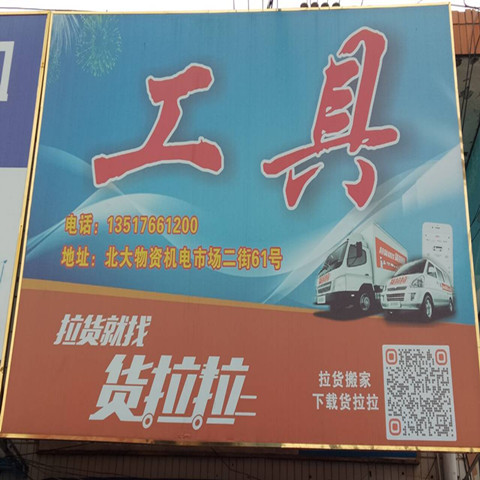 工具
电话：13517661200
地址：北大物资机电市场二街61号
拉货就找
货拉拉
拉货搬家
下载货拉拉